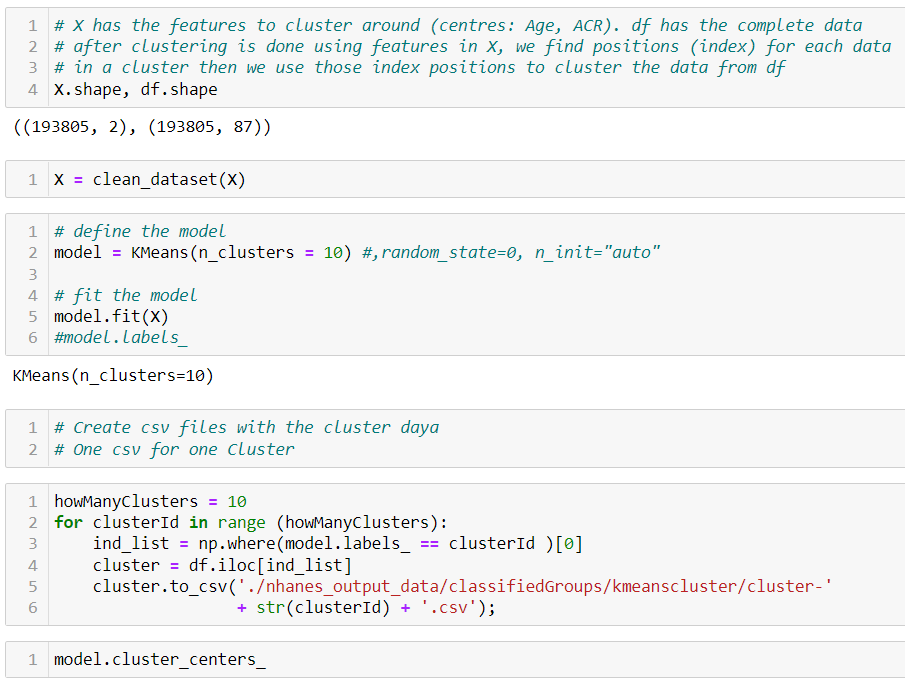 1 # X has the features to cluster around (centres: Age, ACR). df has the complete data
2 # after clustering is done using features in X, we find positions (index) for each data
3 # in a cluster then we use those index positions to cluster the data from df
4 X.shape, df.shape
((193805, 2), (193805, 87))
1 X = clean_dataset(X)
1 # define the model
2 model = KMeans(n_clusters = 10) #,random_state=0, n_init="auto"
3
4 # fit the model
5 model.fit(X)
6 #model.labels_
KMeans(n_clusters=10)
1 # Create csv files with the cluster daya
2 # One csv for one Cluster
1 howManyClusters = 10
2 for clusterId in range (howManyClusters):
3     ind_list = np.where(model.labels_ == clusterId )[0]
4     cluster = df.iloc[ind_list]
5     cluster.to_csv('./nhanes_output_data/classifiedGroups/kmeanscluster/cluster-'
6                    + str(clusterId) + '.csv');
1 model.cluster_centers_